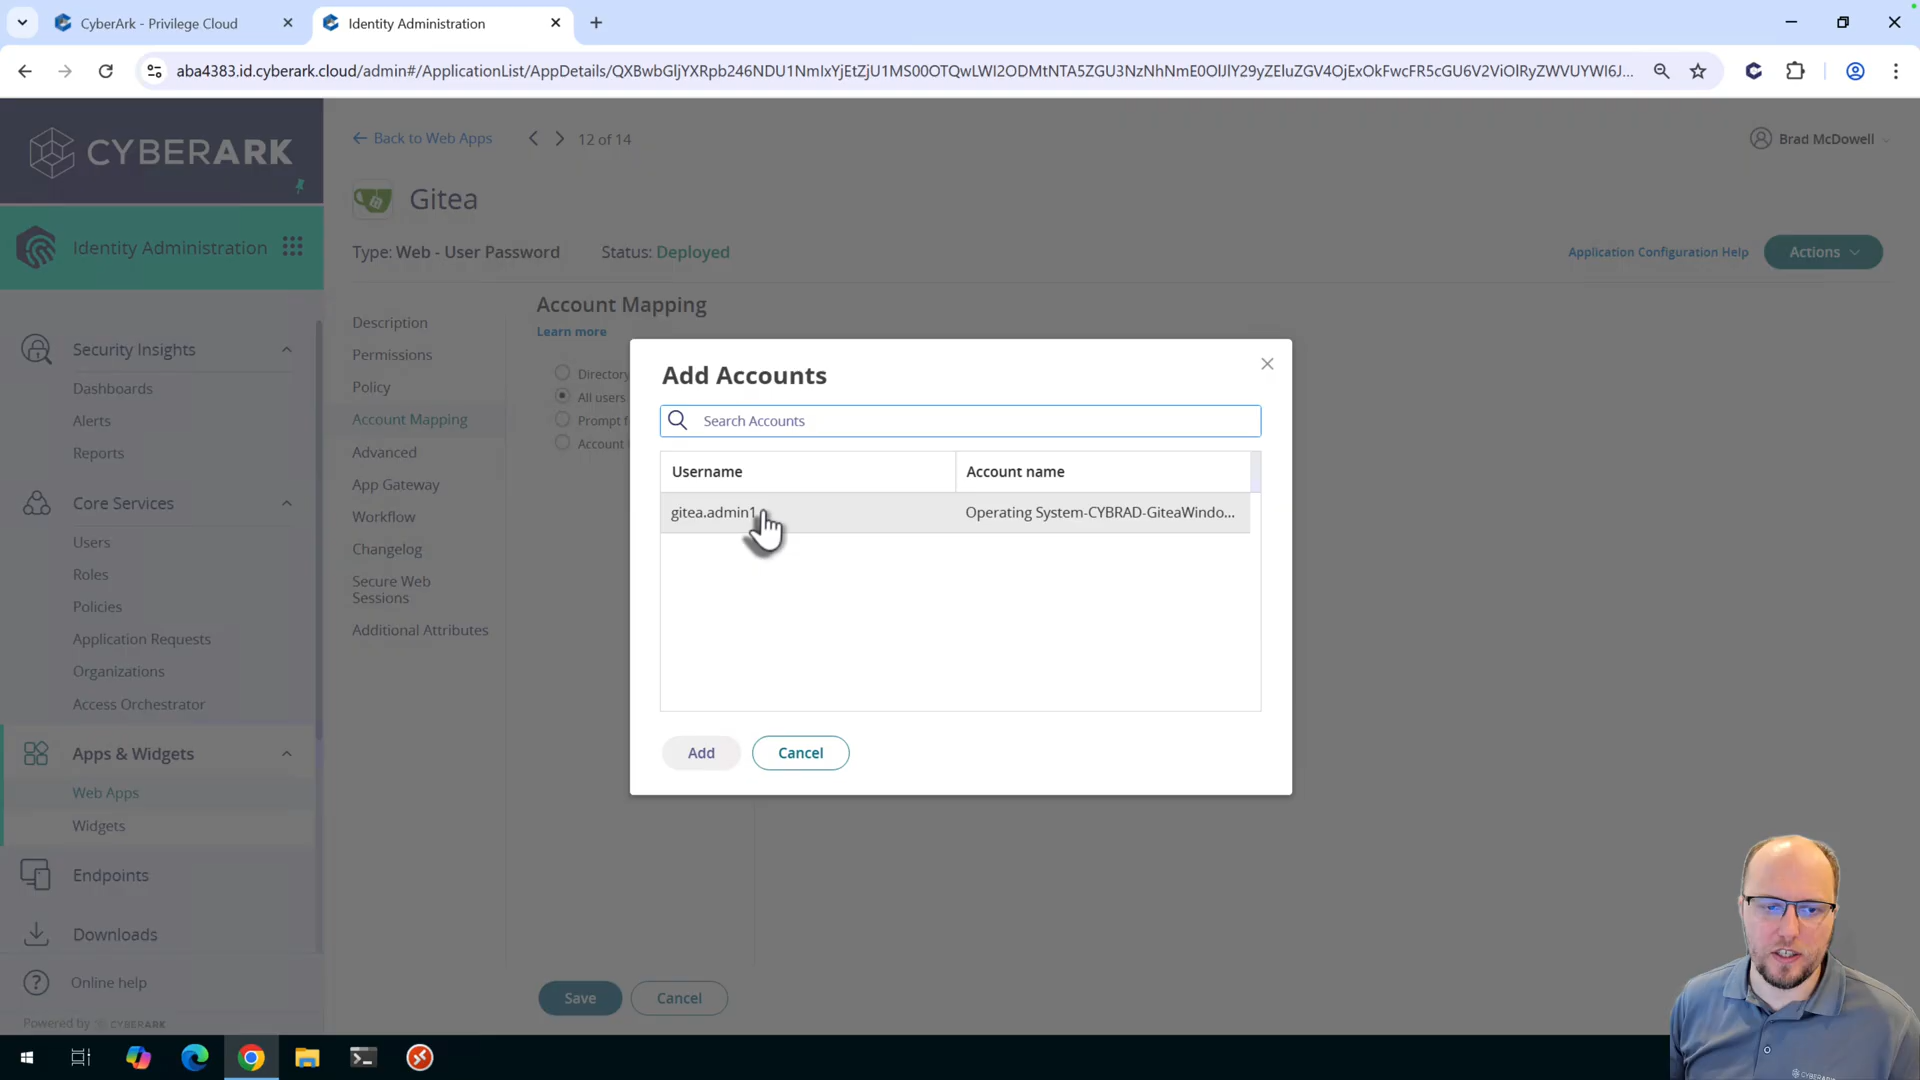 CyberArk - Privilege Cloud
Identity Administration
aba4383.id.cyberark.cloud/admin#/ApplicationList/AppDetails/QXBwbGljYXRpb246NDU1NmIxYjEtZjU1MS00OTQwLWI2ODMtNTA5ZGU3NzNhNmE0OlJlY29yZEluZGV4OjExOkFwcFR5cGU6V2ViOlRyZWVUYWI6J...
CYBERARK
Back to Web Apps
12 of 14
Brad McDowell
Gitea
Identity Administration
Type: Web - User Password
Status: Deployed
Application Configuration Help
Actions
Security Insights
Dashboards
Alerts
Reports
Core Services
Users
Roles
Policies
Application Requests
Organizations
Access Orchestrator
Apps & Widgets
Web Apps
Widgets
Endpoints
Downloads
Online help
Powered by CYBERARK
Description
Permissions
Policy
Account Mapping
Advanced
App Gateway
Workflow
Changelog
Secure Web
Sessions
Additional Attributes
Account Mapping
Learn more
Directory
All users
Prompt f
Account
Add Accounts
Search Accounts
Username
Account name
gitea.admin1
Operating System-CYBRAD-GiteaWindo...
Add
Cancel
Save
Cancel
CYBERARK